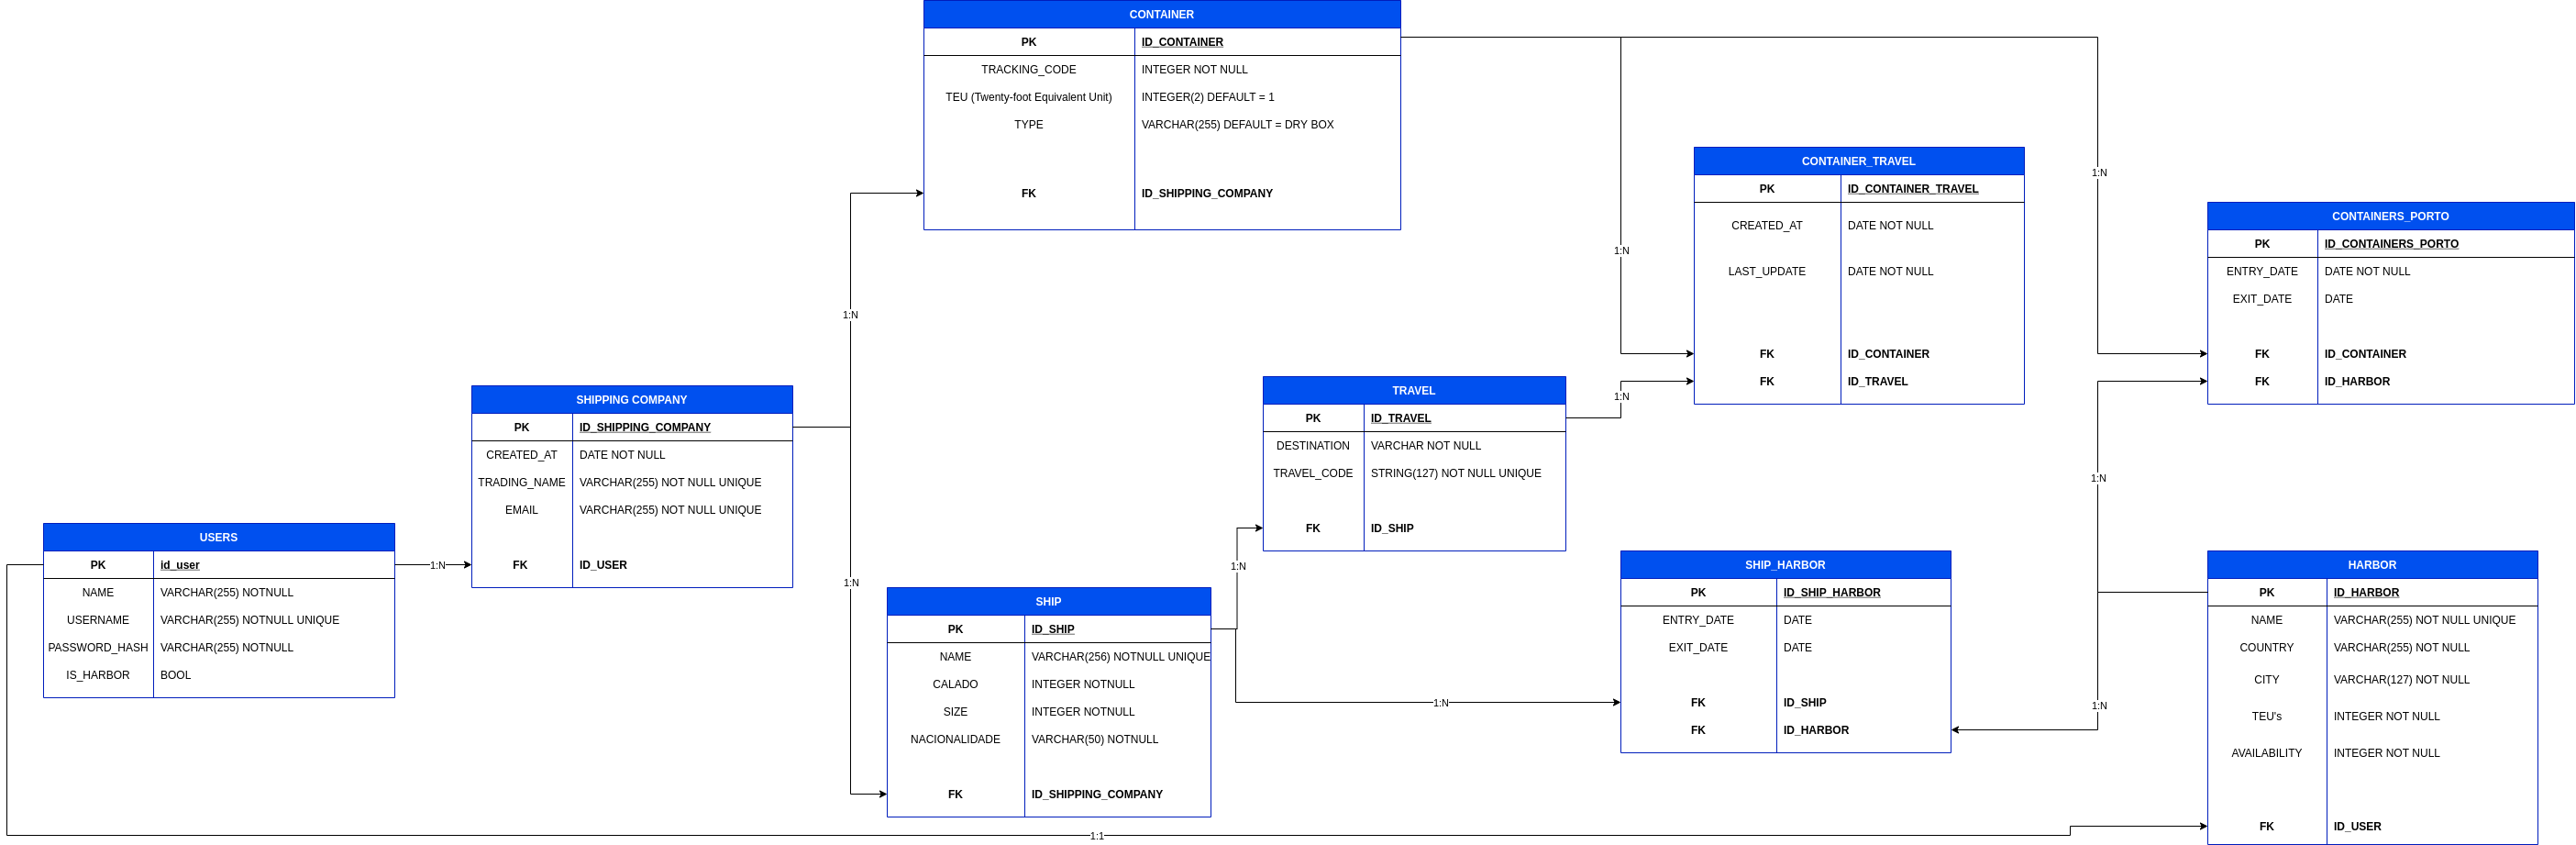 CONTAINER
PK ID_CONTAINER
TRACKING_CODE INTEGER NOT NULL
TEU (Twenty-foot Equivalent Unit) INTEGER(2) DEFAULT = 1
TYPE VARCHAR(255) DEFAULT = DRY BOX
FK ID_SHIPPING_COMPANY
CONTAINER_TRAVEL
PK ID_CONTAINER_TRAVEL
CREATED_AT DATE NOT NULL
LAST_UPDATE DATE NOT NULL
FK ID_CONTAINER
FK ID_TRAVEL
CONTAINERS_PORTO
PK ID_CONTAINERS_PORTO
ENTRY_DATE DATE NOT NULL
EXIT_DATE DATE
FK ID_CONTAINER
FK ID_HARBOR
1:N
1:N
1:N
1:N
1:N
SHIPPING COMPANY
PK ID_SHIPPING_COMPANY
CREATED_AT DATE NOT NULL
TRADING_NAME VARCHAR(255) NOT NULL UNIQUE
EMAIL VARCHAR(255) NOT NULL UNIQUE
FK ID_USER
TRAVEL
PK ID_TRAVEL
DESTINATION VARCHAR NOT NULL
TRAVEL_CODE STRING(127) NOT NULL UNIQUE
FK ID_SHIP
USERS
PK id_user
NAME VARCHAR(255) NOTNULL
USERNAME VARCHAR(255) NOTNULL UNIQUE
PASSWORD_HASH VARCHAR(255) NOTNULL
IS_HARBOR BOOL
1:N
1:N
1:N
SHIP
PK ID_SHIP
NAME VARCHAR(256) NOTNULL UNIQUE
CALADO INTEGER NOTNULL
SIZE INTEGER NOTNULL
NACIONALIDADE VARCHAR(50) NOTNULL
FK ID_SHIPPING_COMPANY
SHIP_HARBOR
PK ID_SHIP_HARBOR
ENTRY_DATE DATE
EXIT_DATE DATE
FK ID_SHIP
FK ID_HARBOR
1:N
1:N
HARBOR
PK ID_HARBOR
NAME VARCHAR(255) NOT NULL UNIQUE
COUNTRY VARCHAR(255) NOT NULL
CITY VARCHAR(127) NOT NULL
TEU's INTEGER NOT NULL
AVAILABILITY INTEGER NOT NULL
FK ID_USER
1:1